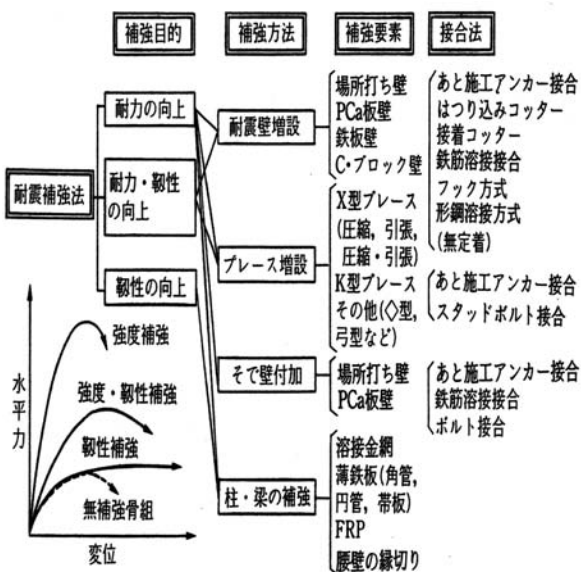 補強目的
補強方法
補強要素
接合法
耐震補強法
耐力の向上
耐力・靱性
の向上
靱性の向上
耐震壁増設
ブレース増設
そで壁付加
柱・梁の補強
場所打ち壁
PCa板壁
鉄板壁
C・ブロック壁
X型ブレース
(圧縮,引張,
圧縮・引張)
K型ブレース
その他(◇型,
弓型など)
場所打ち壁
PCa板壁
溶接金網
薄鉄板(角管,
円管,帯板)
FRP
腰壁の縁切り
あと施工アンカー接合
はつり込みコッター
接着コッター
鉄筋溶接接合
フック方式
形鋼溶接方式
(無定着)
あと施工アンカー接合
スタッドボルト接合
あと施工アンカー接合
鉄筋溶接接合
ボルト接合
水平力
強度補強
強度・靱性補強
靱性補強
無補強骨組
変位